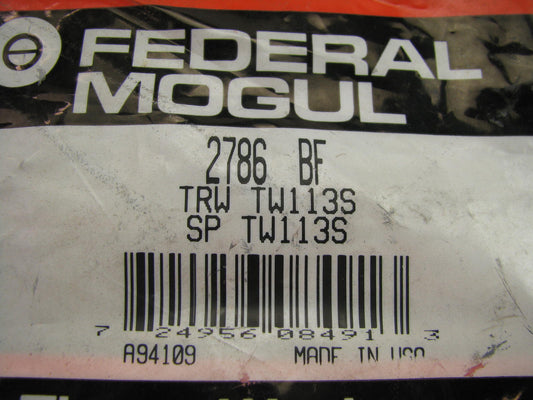 FEDERAL
MOGUL
2786 BF
TRW TW113S
SP TW113S
7 24956 08491 3
A94109 MADE IN USA